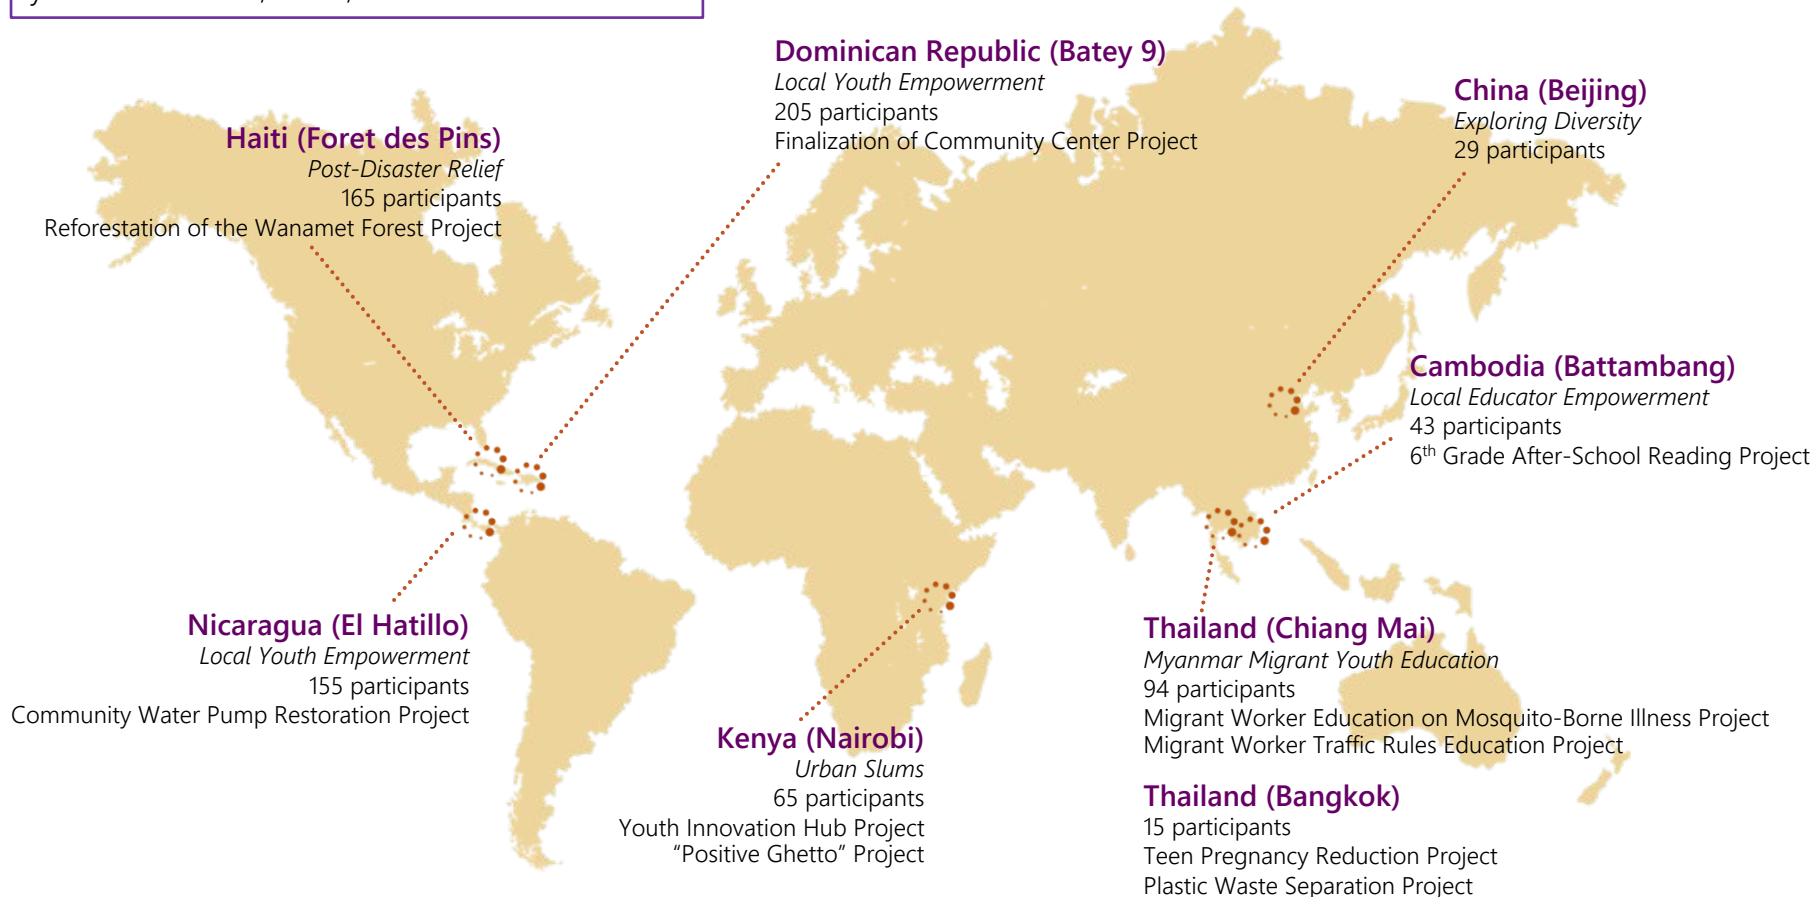 Dominican Republic (Batey 9)
Local Youth Empowerment
205 participants
Finalization of Community Center Project
China (Beijing)
Exploring Diversity
29 participants
Haiti (Foret des Pins)
Post-Disaster Relief
165 participants
Reforestation of the Wanamet Forest Project
Cambodia (Battambang)
Local Educator Empowerment
43 participants
6th Grade After-School Reading Project
Nicaragua (El Hatillo)
Local Youth Empowerment
155 participants
Community Water Pump Restoration Project
Kenya (Nairobi)
Urban Slums
65 participants
Youth Innovation Hub Project
“Positive Ghetto” Project
Thailand (Chiang Mai)
Myanmar Migrant Youth Education
94 participants
Migrant Worker Education on Mosquito-Borne Illness Project
Migrant Worker Traffic Rules Education Project
Thailand (Bangkok)
15 participants
Teen Pregnancy Reduction Project
Plastic Waste Separation Project